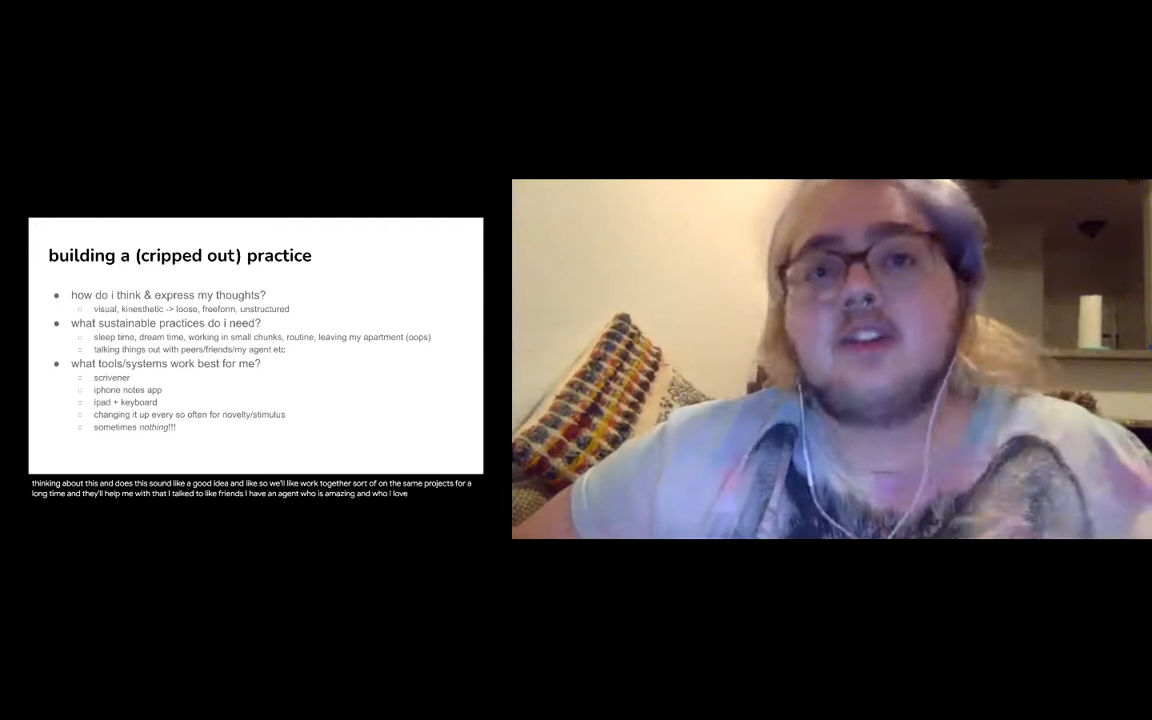 building a (cripped out) practice
how do i think & express my thoughts?
visual, kinesthetic -> loose, freeform, unstructured
what sustainable practices do i need?
sleep time, dream time, working in small chunks, routine, leaving my apartment (oops)
talking things out with peers/friends/my agent etc
what tools/systems work best for me?
scrivener
iphone notes app
ipad + keyboard
changing it up every so often for novelty/stimulus
sometimes nothing!!!
thinking about this and does this sound like a good idea and like so we'll like work together sort of on the same projects for a
long time and they'll help me with that I talked to like friends I have an agent who is amazing and who I love